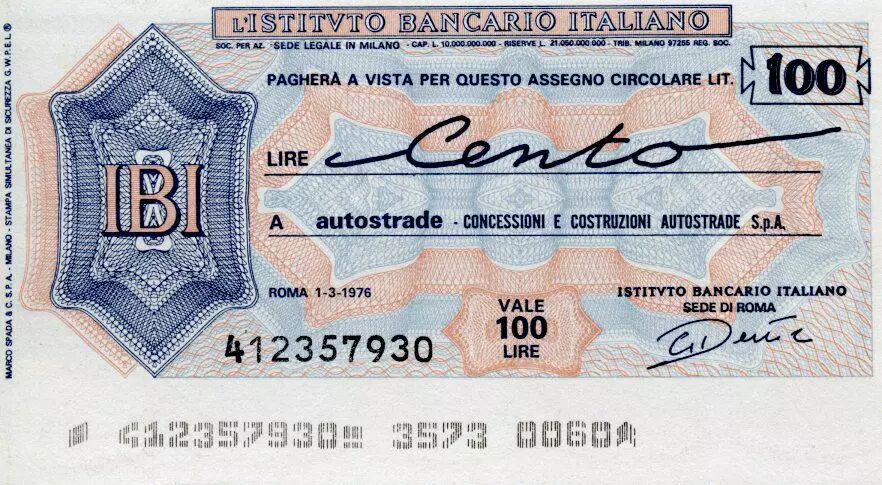 L'ISTITVTO BANCARIO ITALIANO
SOC. PER AZ. SEDE LEGALE IN MILANO - CAP. L. 10.000.000.000 - RISERVE L. 21.050.000.000 - TRIB. MILANO 97255 REG. SOC.
PAGHERÀ A VISTA PER QUESTO ASSEGNO CIRCOLARE LIT. 100
LIRE Cento
IBI
A autostrade - CONCESSIONI E COSTRUZIONI AUTOSTRADE S.p.A.
ROMA 1-3-1976
VALE
100
LIRE
ISTITVTO BANCARIO ITALIANO
SEDE DI ROMA
412357930
412357930 3573 0060
MARCO SPADA & C. S.P.A. - MILANO - STAMPA SIMULTANEA DI SICUREZZA G.W.P.E.L.®